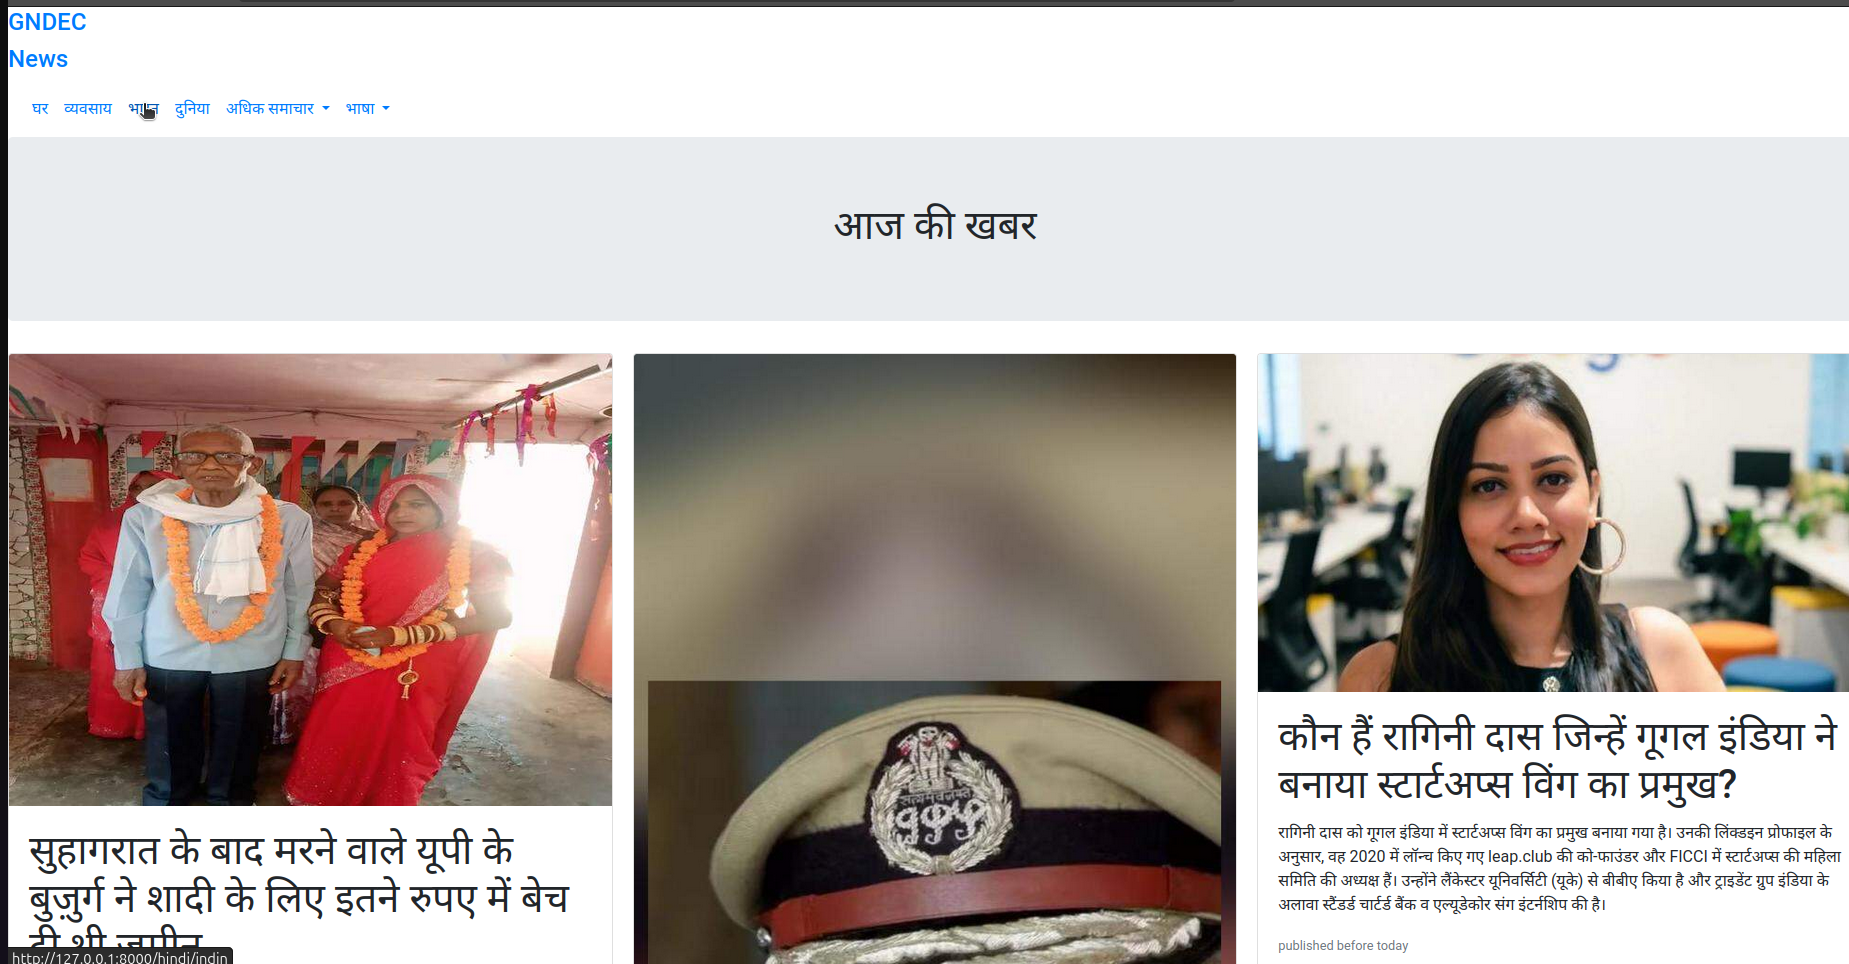 GNDEC
News
घर व्यवसाय दुनिया अधिक समाचार भाषा
आज की खबर
सुहागरात के बाद मरने वाले यूपी के
बुज़ुर्ग ने शादी के लिए इतने रुपए में बेच
दी थी ज़मीन
कौन हैं रागिनी दास जिन्हें गूगल इंडिया ने
बनाया स्टार्टअप्स विंग का प्रमुख?
रागिनी दास को गूगल इंडिया में स्टार्टअप्स विंग का प्रमुख बनाया गया है। उनकी लिंक्डइन प्रोफाइल के
अनुसार, वह 2020 में लॉन्च किए गए leap.club की को-फाउंडर और FICCI में स्टार्टअप्स की महिला
समिति की अध्यक्ष हैं। उन्होंने लैंकेस्टर यूनिवर्सिटी (यूके) से बीबीए किया है और ट्राइडेंट ग्रुप इंडिया के
अलावा स्टैंडर्ड चार्टर्ड बैंक व एल्यूडेकोर संग इंटर्नशिप की है।
published before today
http://127.0.0.1:8000/hindi/indin